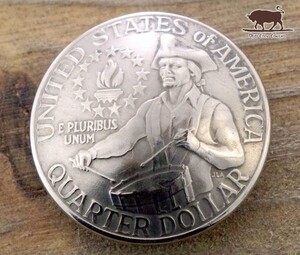 UNITED STATES of AMERICA
E PLURIBUS
UNUM
JLA
QUARTER DOLLAR